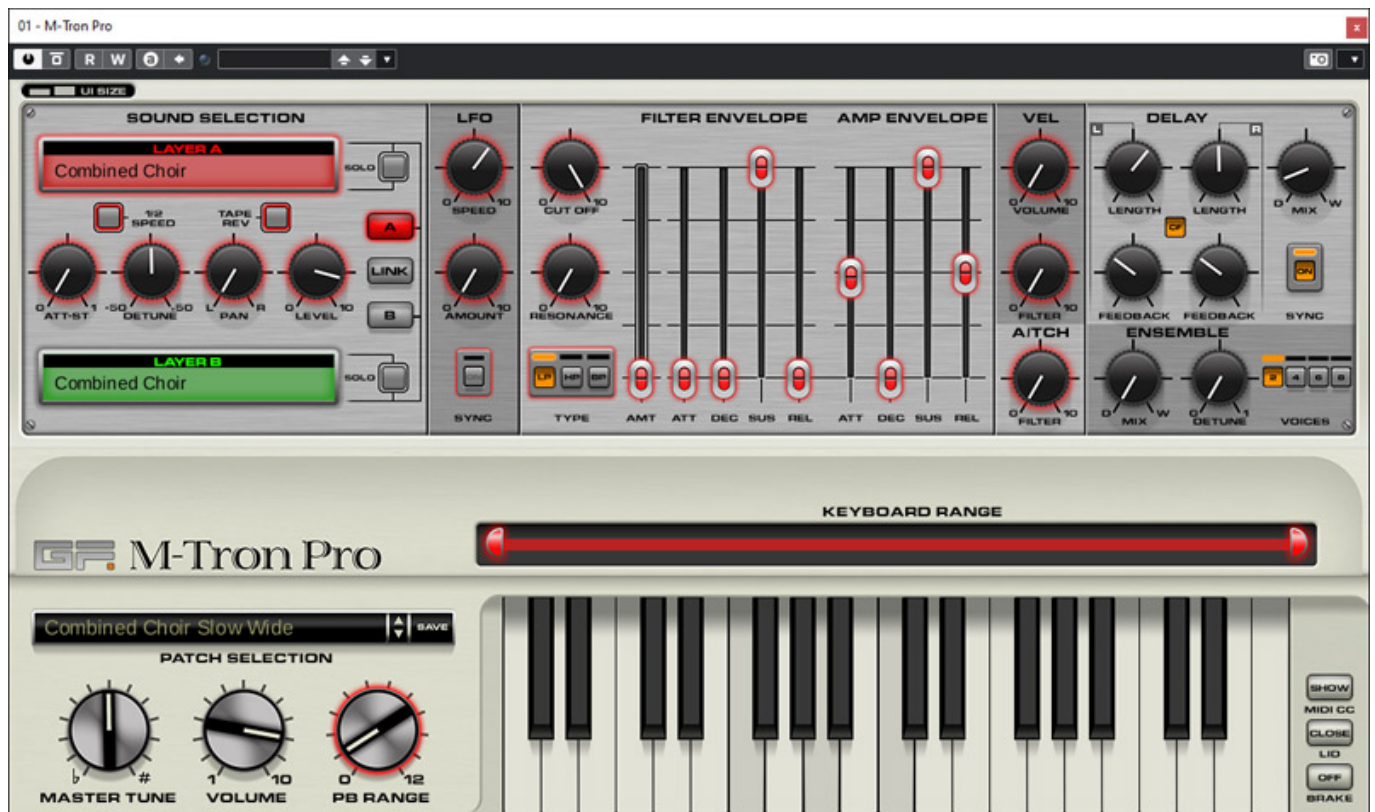 01 - M-Tron Pro
R W a
UI SIZE
SOUND SELECTION
LAYER A
Combined Choir
SOLO
1/2 SPEED
TAPE REV
A
LINK
B
0 1
ATT-ST
-50 50
DETUNE
L R
PAN
0 10
LEVEL
LAYER B
Combined Choir
SOLO
LFO
0 10
SPEED
0 10
AMOUNT
SYNC
FILTER ENVELOPE
AMP ENVELOPE
0 10
CUT OFF
0 10
RESONANCE
LP HP BP
TYPE
AMT ATT DEC SUS REL
ATT DEC SUS REL
VEL
0 10
VOLUME
0 10
FILTER
A/TCH
0 10
FILTER
DELAY
L R
LENGTH LENGTH
CF
FEEDBACK FEEDBACK
D W
MIX
ON
SYNC
ENSEMBLE
D W
MIX
0 1
DETUNE
2 4 6 8
VOICES
KEYBOARD RANGE
GF. M-Tron Pro
Combined Choir Slow Wide
SAVE
PATCH SELECTION
♭ #
MASTER TUNE
1 10
VOLUME
0 12
PB RANGE
SHOW
MIDI CC
CLOSE
LID
OFF
BRAKE